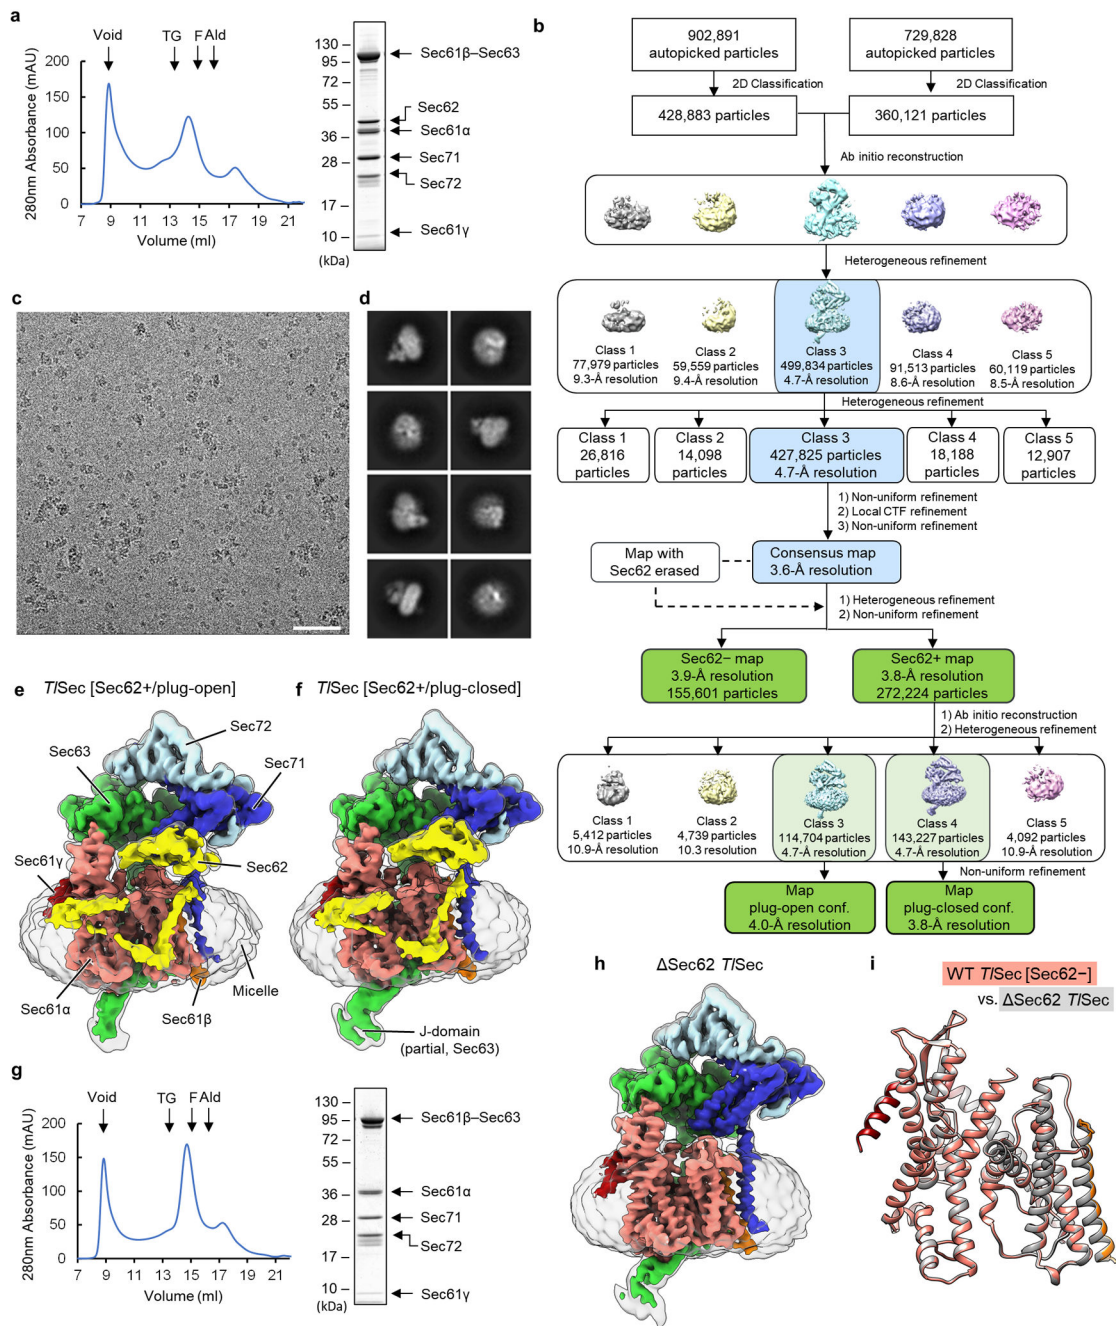 a
Void
TG
F
Ald
280nm Absorbance (mAU)
200
150
100
50
0
7 9 11 13 15 17 19 21
Volume (ml)
130
95
72
55
36
28
17
10
(kDa)
Sec61β–Sec63
Sec62
Sec61α
Sec71
Sec72
Sec61γ
b
902,891
autopicked particles
729,828
autopicked particles
2D Classification
2D Classification
428,883 particles
360,121 particles
Ab initio reconstruction
Heterogeneous refinement
Class 1
77,979 particles
9.3-Å resolution
Class 2
59,559 particles
9.4-Å resolution
Class 3
499,834 particles
4.7-Å resolution
Class 4
91,513 particles
8.6-Å resolution
Class 5
60,119 particles
8.5-Å resolution
Heterogeneous refinement
Class 1
26,816
particles
Class 2
14,098
particles
Class 3
427,825 particles
4.7-Å resolution
Class 4
18,188
particles
Class 5
12,907
particles
1) Non-uniform refinement
2) Local CTF refinement
3) Non-uniform refinement
Map with
Sec62 erased
Consensus map
3.6-Å resolution
1) Heterogeneous refinement
2) Non-uniform refinement
Sec62− map
3.9-Å resolution
155,601 particles
Sec62+ map
3.8-Å resolution
272,224 particles
1) Ab initio reconstruction
2) Heterogeneous refinement
Class 1
5,412 particles
10.9-Å resolution
Class 2
4,739 particles
10.3 resolution
Class 3
114,704 particles
4.7-Å resolution
Class 4
143,227 particles
4.7-Å resolution
Class 5
4,092 particles
10.9-Å resolution
Non-uniform refinement
Map
plug-open conf.
4.0-Å resolution
Map
plug-closed conf.
3.8-Å resolution
c
d
e
TlSec [Sec62+/plug-open]
Sec72
Sec63
Sec71
Sec61γ
Sec62
Sec61α
Sec61β
Micelle
f
TlSec [Sec62+/plug-closed]
J-domain
(partial, Sec63)
g
Void
TG
F
Ald
280nm Absorbance (mAU)
200
150
100
50
0
7 9 11 13 15 17 19 21
Volume (ml)
130
95
72
55
36
28
17
10
(kDa)
Sec61β–Sec63
Sec61α
Sec71
Sec72
Sec61γ
h
ΔSec62 TlSec
i
WT TlSec [Sec62−]
vs. ΔSec62 TlSec